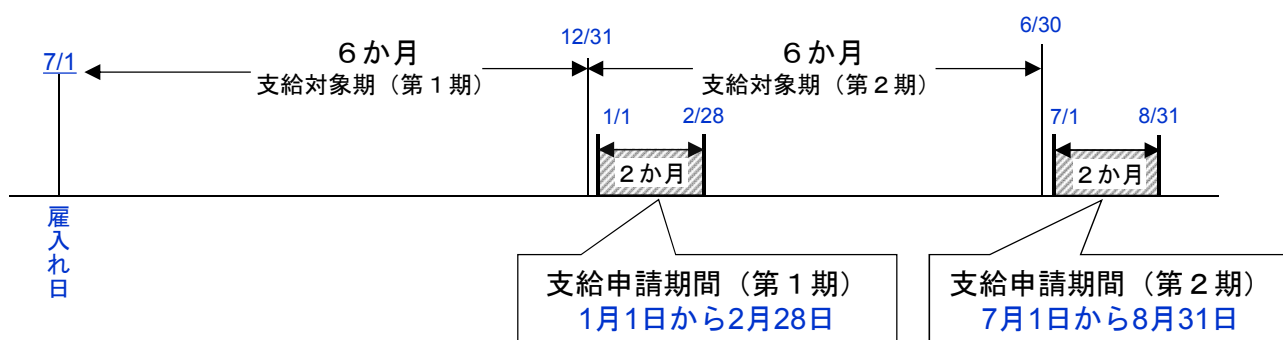 7/1
６か月
支給対象期（第１期）
12/31
６か月
支給対象期（第２期）
6/30
1/1
2/28
２か月
7/1
8/31
２か月
雇入れ日
支給申請期間（第１期）
1月1日から2月28日
支給申請期間（第２期）
7月1日から8月31日